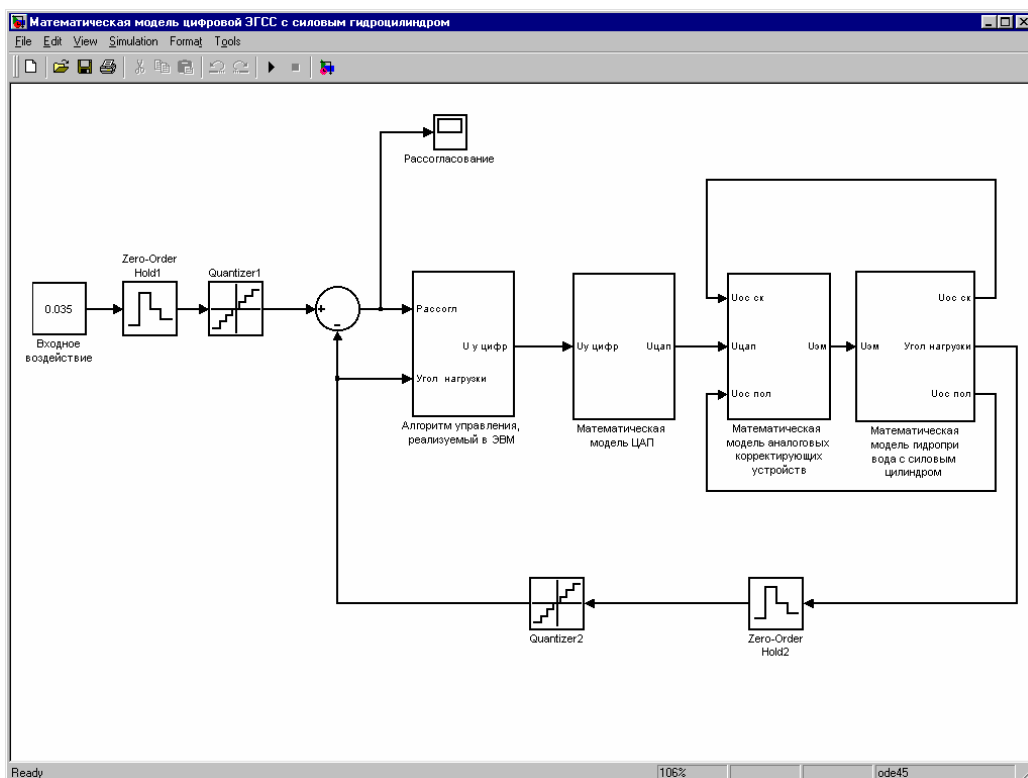 Математическая модель цифровой ЭГСС с силовым гидроцилиндром
File Edit View Simulation Format Tools
Рассогласование
Zero-Order
Hold1
Quantizer1
0.035
Входное
воздействие
+
-
Рассогл
U у цифр
Угол нагрузки
Алгоритм управления,
реализуемый в ЭВМ
Uу цифр
Uцап
Математическая
модель ЦАП
Uос ск
Uцап
Uэм
Uос пол
Математическая
модель аналоговых
корректирующих
устройств
Uос ск
Uэм
Угол нагрузки
Uос пол
Математическая
модель гидропри
вода с силовым
цилиндром
Quantizer2
Zero-Order
Hold2
Ready
106%
ode45